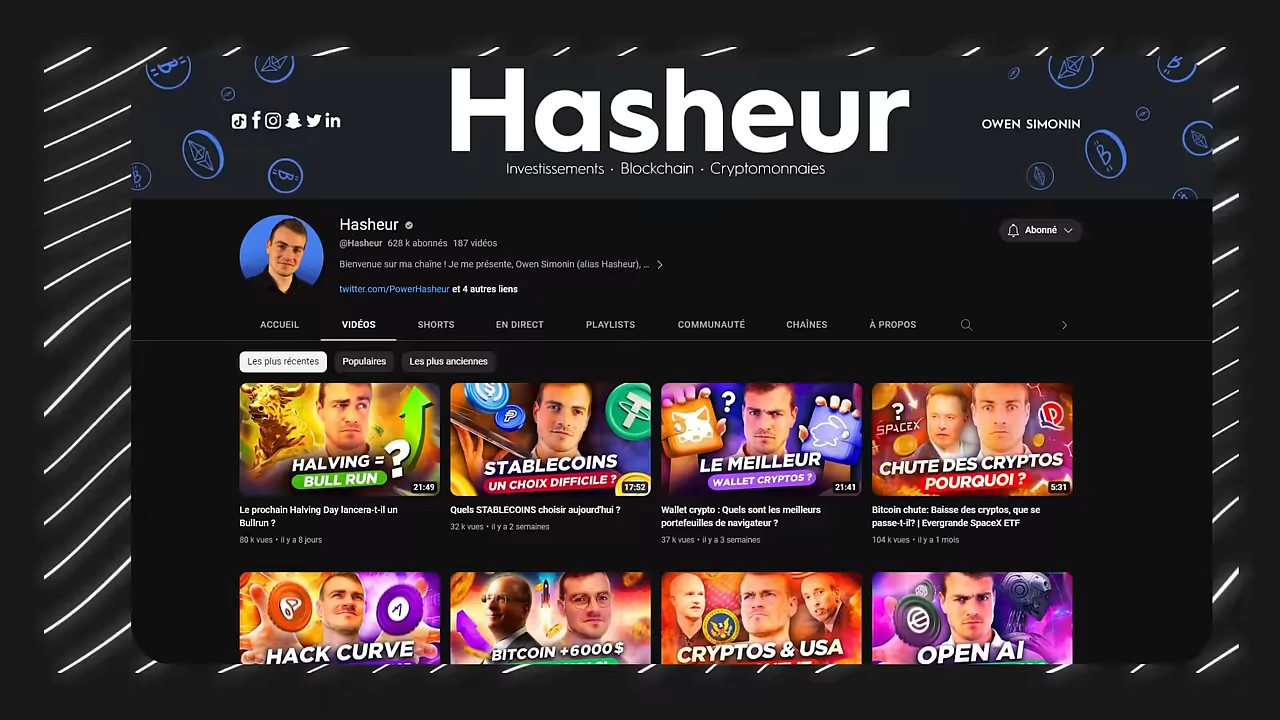 Hasheur
OWEN SIMONIN
Investissements · Blockchain · Cryptomonnaies
Hasheur
@Hasheur 628 k abonnés 187 vidéos
Abonné
Bienvenue sur ma chaîne ! Je me présente, Owen Simonin (alias Hasheur), ...
twitter.com/PowerHasheur et 4 autres liens
ACCUEIL VIDÉOS SHORTS EN DIRECT PLAYLISTS COMMUNAUTÉ CHAÎNES À PROPOS
Les plus récentes Populaires Les plus anciennes
HALVING = ?
BULL RUN
21:49
STABLECOINS
UN CHOIX DIFFICILE ?
17:52
?
LE MEILLEUR
WALLET CRYPTOS ?
21:41
?
SPACEX
CHUTE DES CRYPTOS
POURQUOI ?
5:31
Le prochain Halving Day lancera-t-il un
Bullrun ?
80 k vues • il y a 8 jours
Quels STABLECOINS choisir aujourd'hui ?
32 k vues • il y a 2 semaines
Wallet crypto : Quels sont les meilleurs
portefeuilles de navigateur ?
37 k vues • il y a 3 semaines
Bitcoin chute: Baisse des cryptos, que se
passe-t-il? | Evergrande SpaceX ETF
104 k vues • il y a 1 mois
HACK CURVE
BITCOIN +6000$
CRYPTOS & USA
OPEN AI